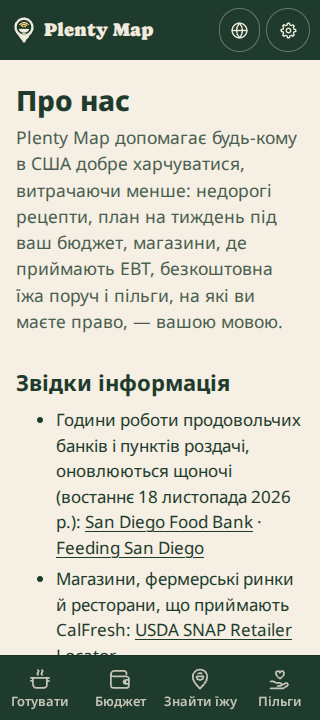 Plenty Map
Про нас
Plenty Map допомагає будь-кому
в США добре харчуватися,
витрачаючи менше: недорогі
рецепти, план на тиждень під
ваш бюджет, магазини, де
приймають EBT, безкоштовна
їжа поруч і пільги, на які ви
маєте право, — вашою мовою.
Звідки інформація
• Години роботи продовольчих
банків і пунктів роздачі,
оновлюються щоночі
(востаннє 18 листопада 2026
р.): San Diego Food Bank ·
Feeding San Diego
• Магазини, фермерські ринки
й ресторани, що приймають
CalFresh: USDA SNAP Retailer
Locator
Готувати Бюджет Знайти їжу Пільги